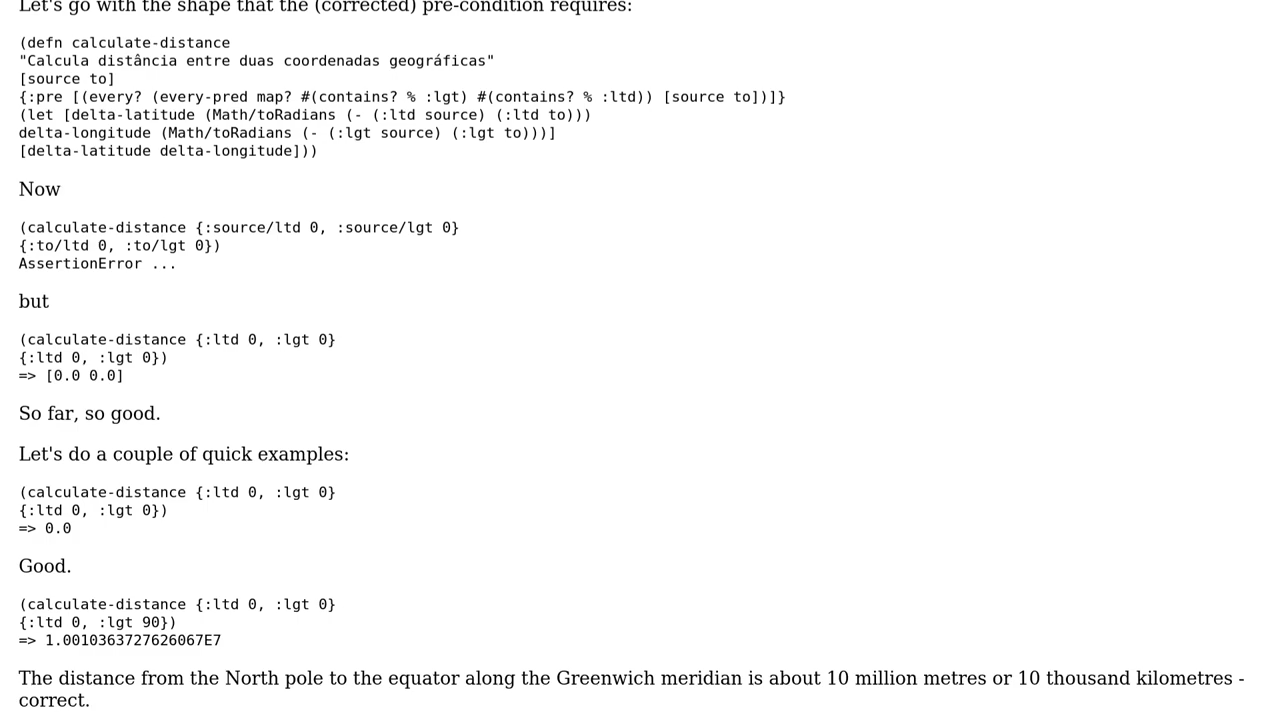 Let's go with the shape that the (corrected) pre-condition requires:
(defn calculate-distance
"Calcula distância entre duas coordenadas geográficas"
[source to]
{:pre [(every? (every-pred map? #(contains? % :lgt) #(contains? % :ltd)) [source to])]}
(let [delta-latitude (Math/toRadians (- (:ltd source) (:ltd to)))
delta-longitude (Math/toRadians (- (:lgt source) (:lgt to)))]
[delta-latitude delta-longitude]))
Now
(calculate-distance {:source/ltd 0, :source/lgt 0}
{:to/ltd 0, :to/lgt 0})
AssertionError ...
but
(calculate-distance {:ltd 0, :lgt 0}
{:ltd 0, :lgt 0})
=> [0.0 0.0]
So far, so good.
Let's do a couple of quick examples:
(calculate-distance {:ltd 0, :lgt 0}
{:ltd 0, :lgt 0})
=> 0.0
Good.
(calculate-distance {:ltd 0, :lgt 0}
{:ltd 0, :lgt 90})
=> 1.0010363727626067E7
The distance from the North pole to the equator along the Greenwich meridian is about 10 million metres or 10 thousand kilometres -
correct.